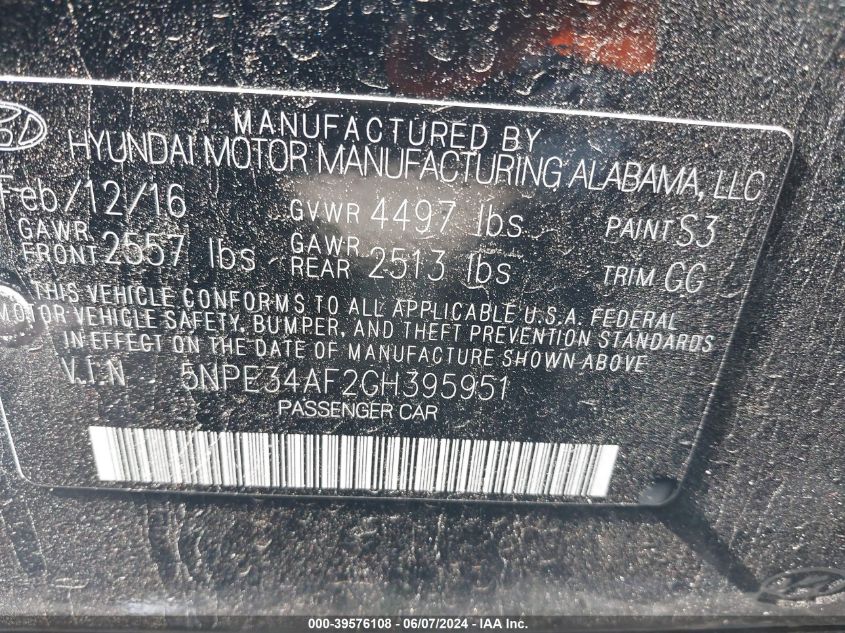 MANUFACTURED BY
HYUNDAI MOTOR MANUFACTURING ALABAMA, LLC
Feb/12/16 GVWR 4497 lbs PAINT S3
GAWR FRONT 2557 lbs GAWR REAR 2513 lbs TRIM GG
THIS VEHICLE CONFORMS TO ALL APPLICABLE U.S.A. FEDERAL
MOTOR VEHICLE SAFETY, BUMPER, AND THEFT PREVENTION STANDARDS
IN EFFECT ON THE DATE OF MANUFACTURE SHOWN ABOVE
V.I.N 5NPE34AF2GH395951
PASSENGER CAR
000-39576108 - 06/07/2024 - IAA Inc.